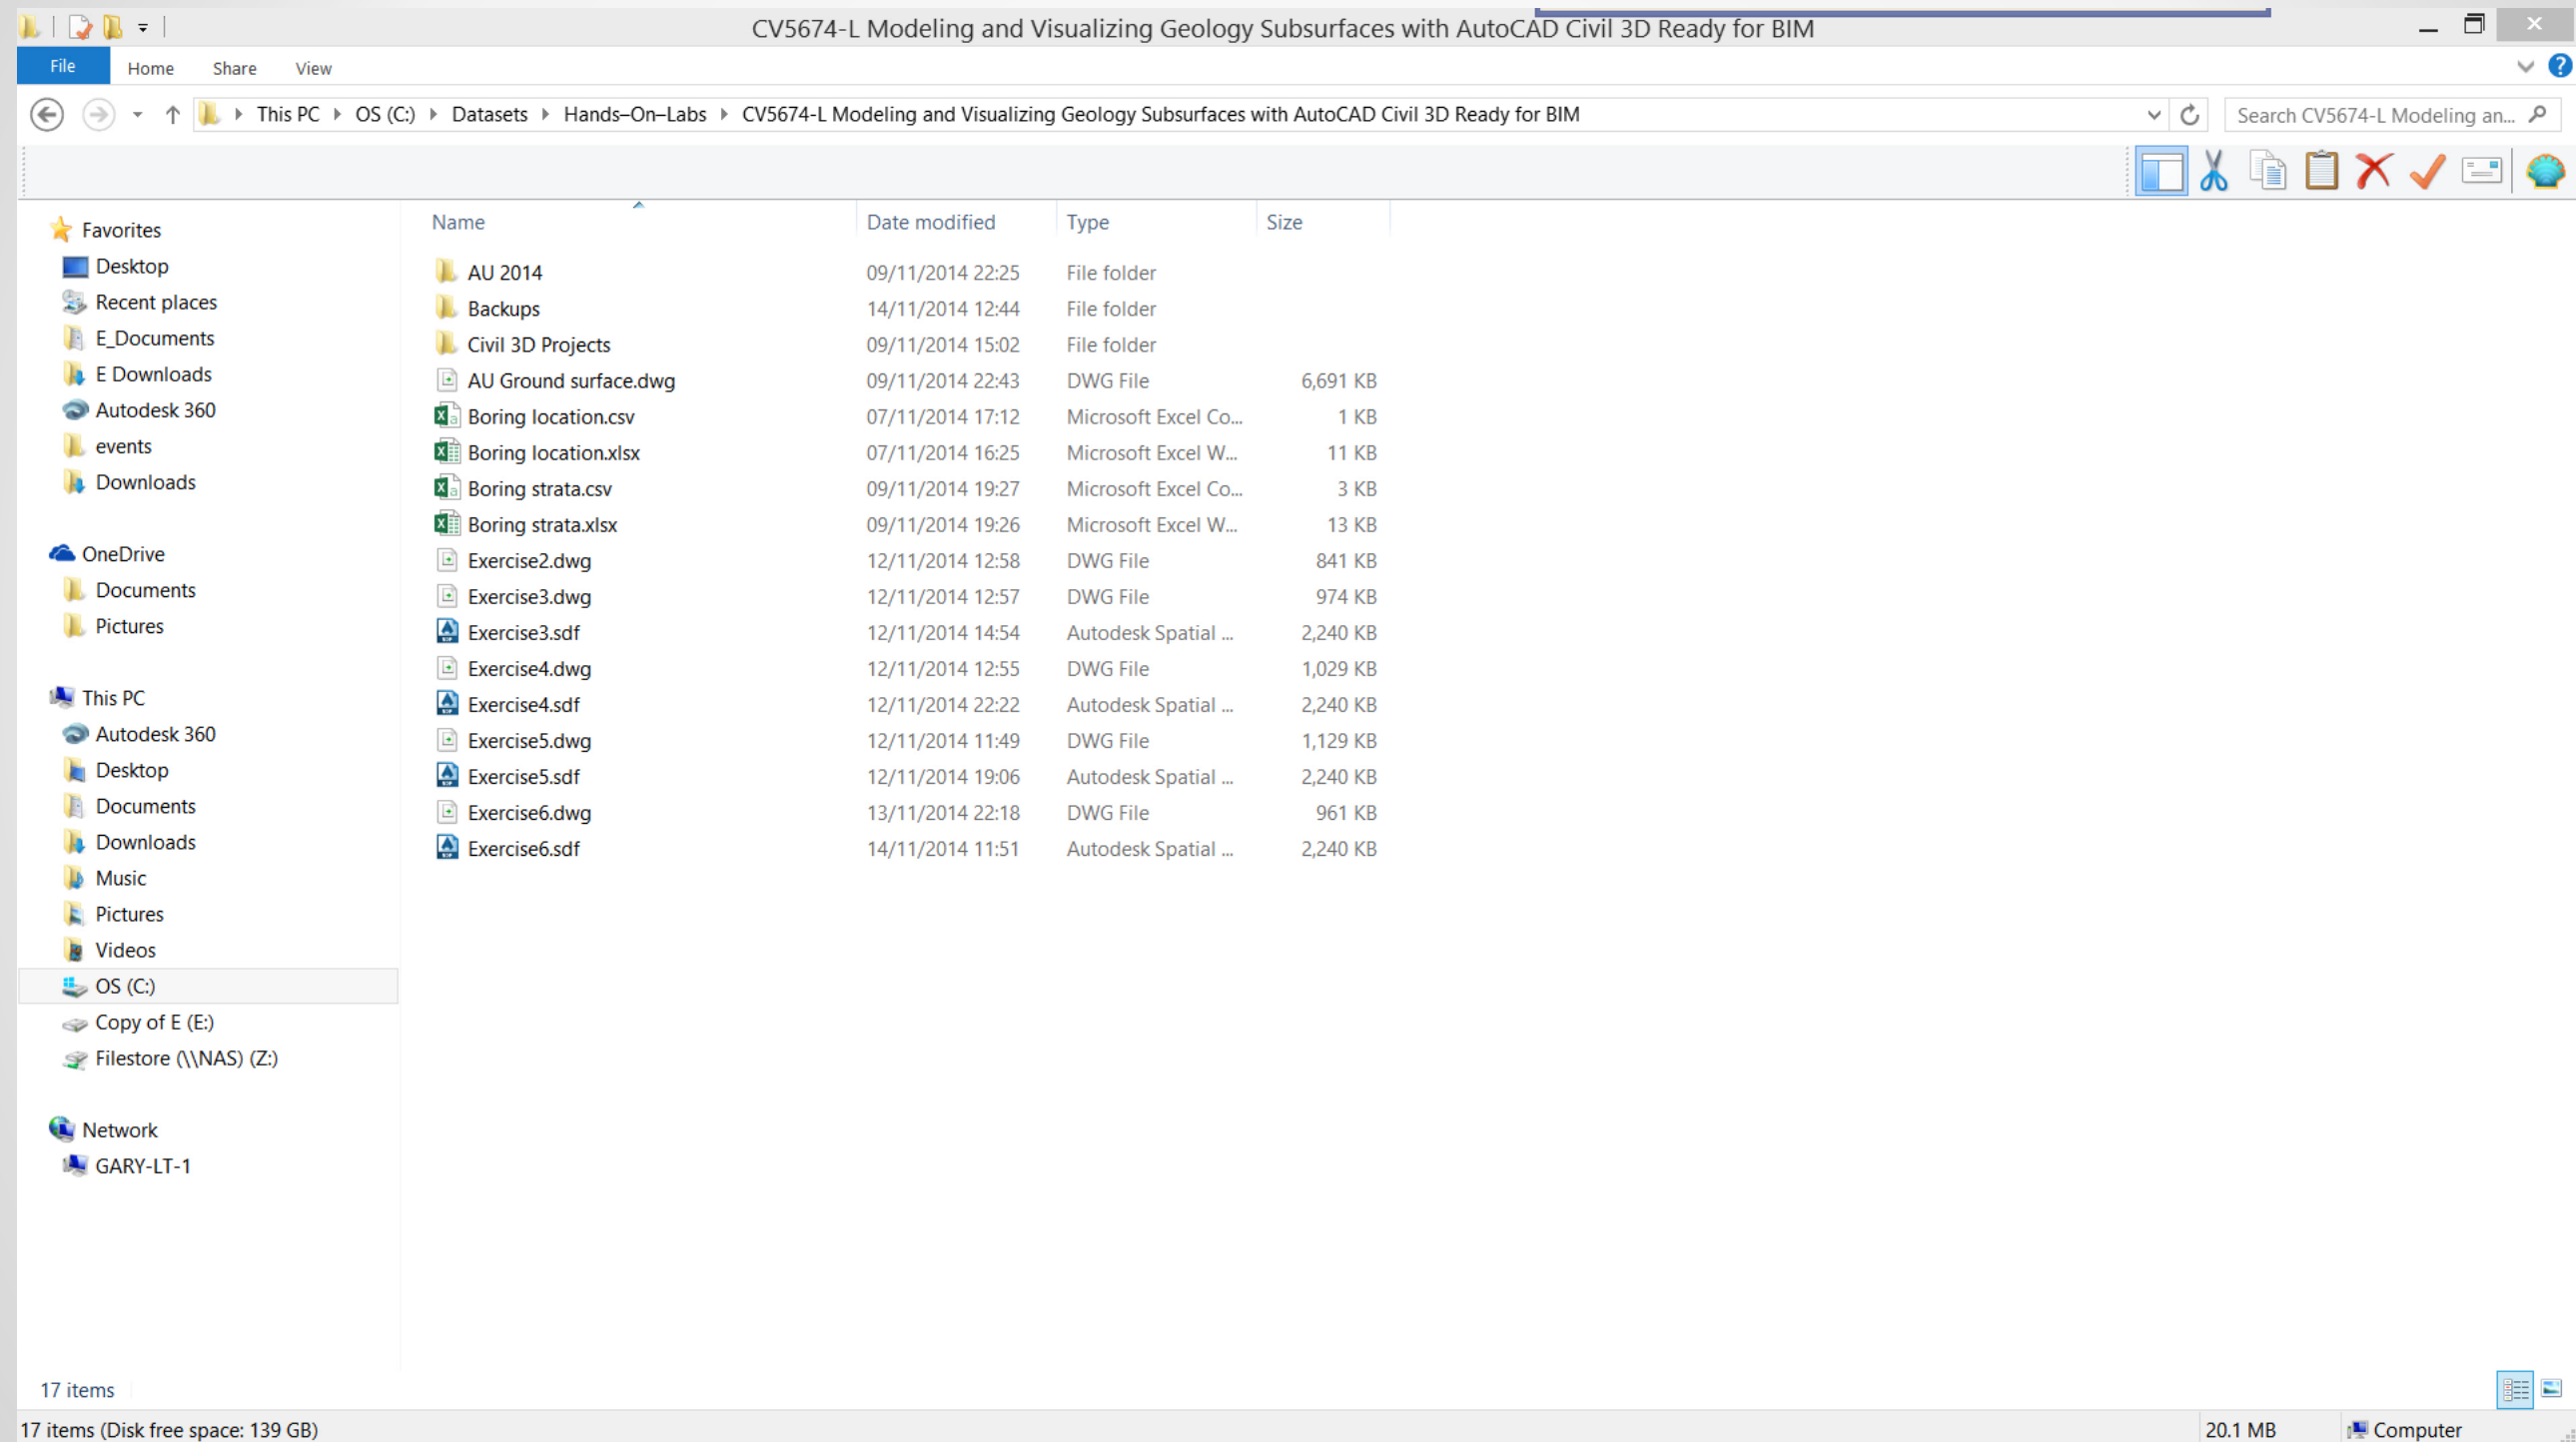 CV5674-L Modeling and Visualizing Geology Subsurfaces with AutoCAD Civil 3D Ready for BIM
File Home Share View
This PC OS (C:) Datasets Hands–On–Labs CV5674-L Modeling and Visualizing Geology Subsurfaces with AutoCAD Civil 3D Ready for BIM
Search CV5674-L Modeling an...
Favorites
Desktop
Recent places
E_Documents
E Downloads
Autodesk 360
events
Downloads
OneDrive
Documents
Pictures
This PC
Autodesk 360
Desktop
Documents
Downloads
Music
Pictures
Videos
OS (C:)
Copy of E (E:)
Filestore (\\NAS) (Z:)
Network
GARY-LT-1
Name Date modified Type Size
AU 2014 09/11/2014 22:25 File folder
Backups 14/11/2014 12:44 File folder
Civil 3D Projects 09/11/2014 15:02 File folder
AU Ground surface.dwg 09/11/2014 22:43 DWG File 6,691 KB
Boring location.csv 07/11/2014 17:12 Microsoft Excel Co... 1 KB
Boring location.xlsx 07/11/2014 16:25 Microsoft Excel W... 11 KB
Boring strata.csv 09/11/2014 19:27 Microsoft Excel Co... 3 KB
Boring strata.xlsx 09/11/2014 19:26 Microsoft Excel W... 13 KB
Exercise2.dwg 12/11/2014 12:58 DWG File 841 KB
Exercise3.dwg 12/11/2014 12:57 DWG File 974 KB
Exercise3.sdf 12/11/2014 14:54 Autodesk Spatial ... 2,240 KB
Exercise4.dwg 12/11/2014 12:55 DWG File 1,029 KB
Exercise4.sdf 12/11/2014 22:22 Autodesk Spatial ... 2,240 KB
Exercise5.dwg 12/11/2014 11:49 DWG File 1,129 KB
Exercise5.sdf 12/11/2014 19:06 Autodesk Spatial ... 2,240 KB
Exercise6.dwg 13/11/2014 22:18 DWG File 961 KB
Exercise6.sdf 14/11/2014 11:51 Autodesk Spatial ... 2,240 KB
17 items
17 items (Disk free space: 139 GB) 20.1 MB Computer